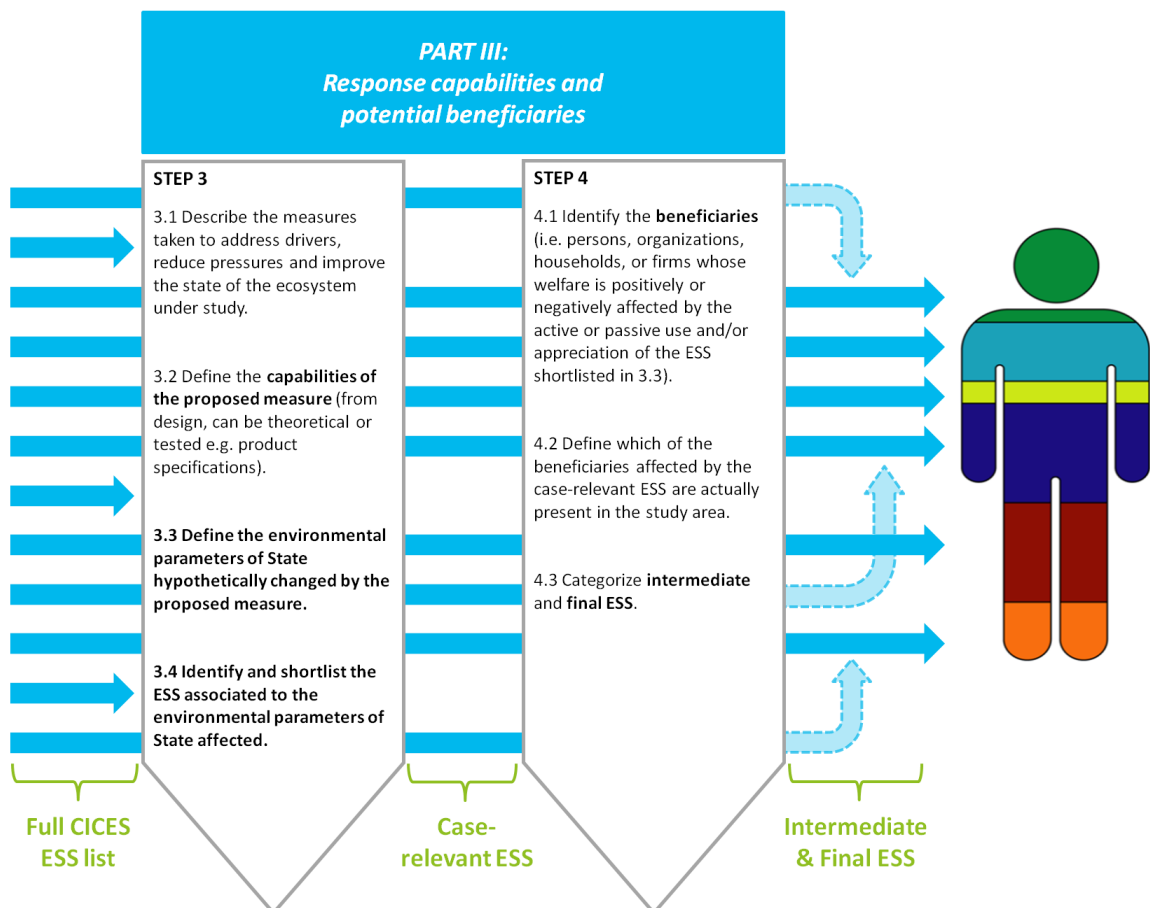 PART III:
Response capabilities and
potential beneficiaries
STEP 3
3.1 Describe the measures
taken to address drivers,
reduce pressures and improve
the state of the ecosystem
under study.
3.2 Define the capabilities of
the proposed measure (from
design, can be theoretical or
tested e.g. product
specifications).
3.3 Define the environmental
parameters of State
hypothetically changed by the
proposed measure.
3.4 Identify and shortlist the
ESS associated to the
environmental parameters of
State affected.
STEP 4
4.1 Identify the beneficiaries
(i.e. persons, organizations,
households, or firms whose
welfare is positively or
negatively affected by the
active or passive use and/or
appreciation of the ESS
shortlisted in 3.3).
4.2 Define which of the
beneficiaries affected by the
case-relevant ESS are actually
present in the study area.
4.3 Categorize intermediate
and final ESS.
Full CICES
ESS list
Case-
relevant ESS
Intermediate
& Final ESS